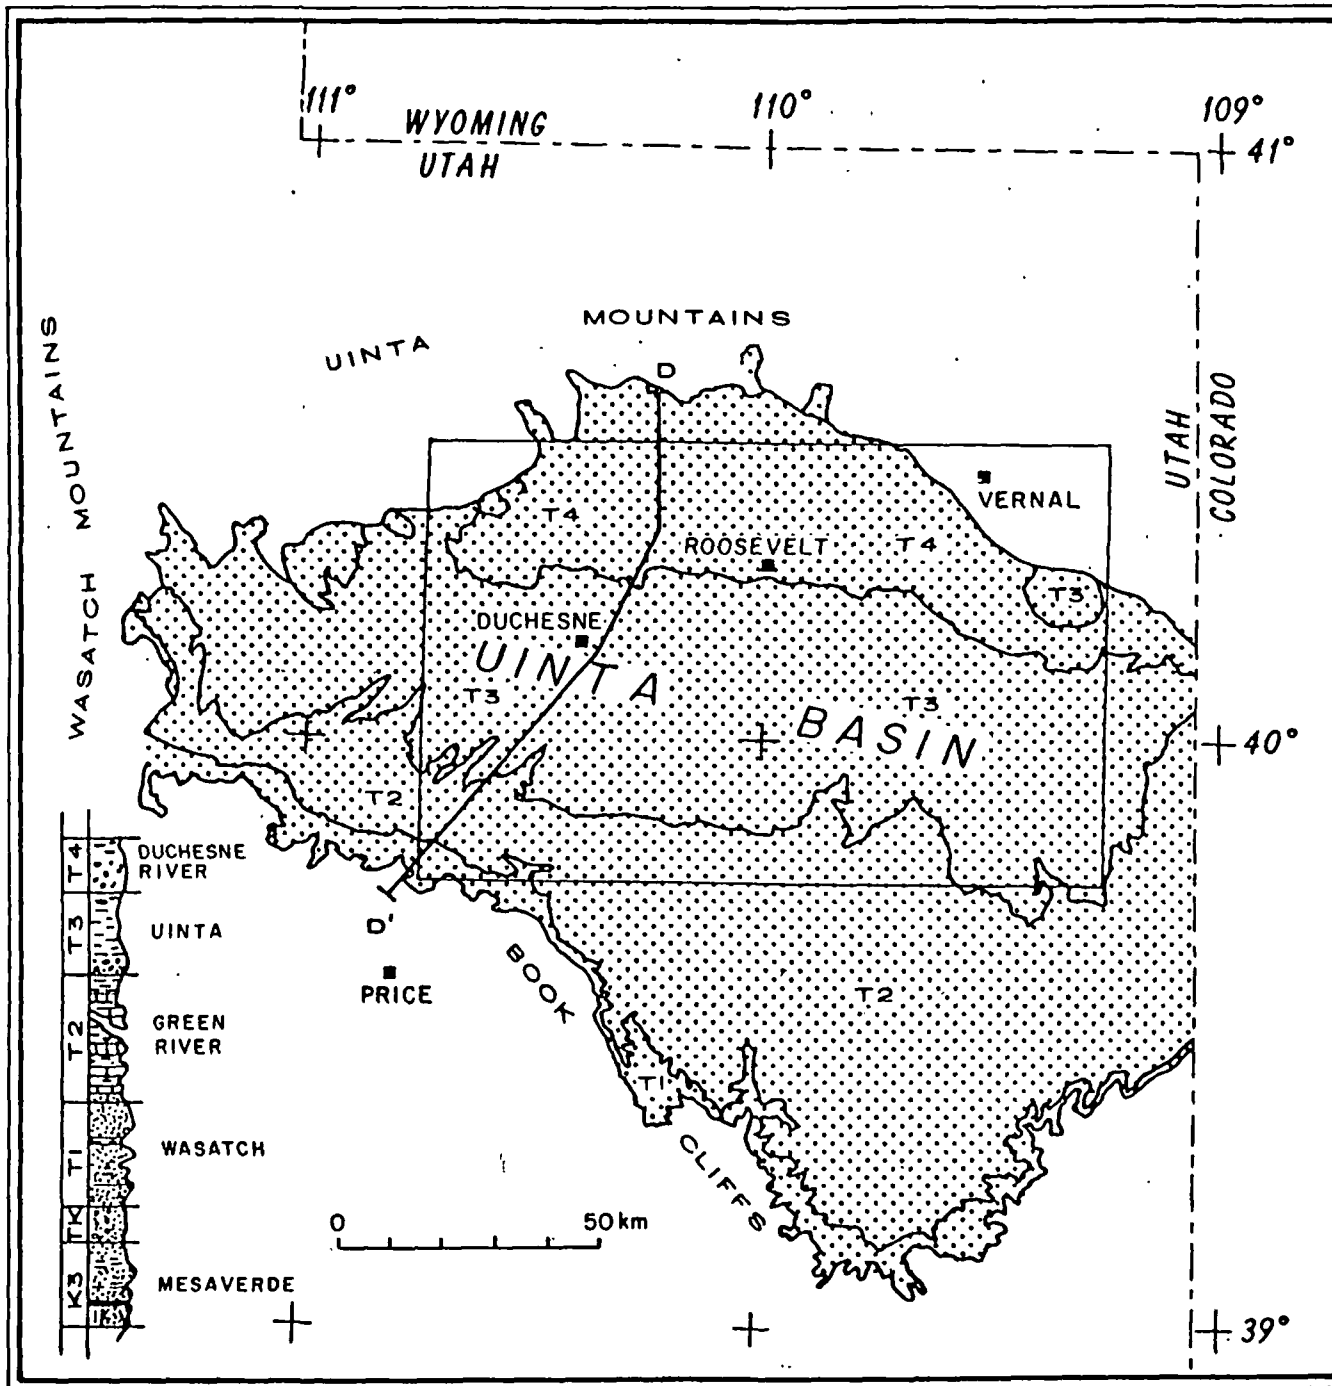 111°
110°
109°
WYOMING
UTAH
41°
UINTA
MOUNTAINS
WASATCH MOUNTAINS
D
UTAH
COLORADO
VERNAL
T4
ROOSEVELT
T4
T3
DUCHESNE
UINTA
BASIN
T3
T3
40°
T2
D'
PRICE
BOOK
CLIFFS
T2
T1
T4
DUCHESNE
RIVER
T3
UINTA
T2
GREEN
RIVER
T1
WASATCH
TK
K3
MESAVERDE
0
50 km
39°